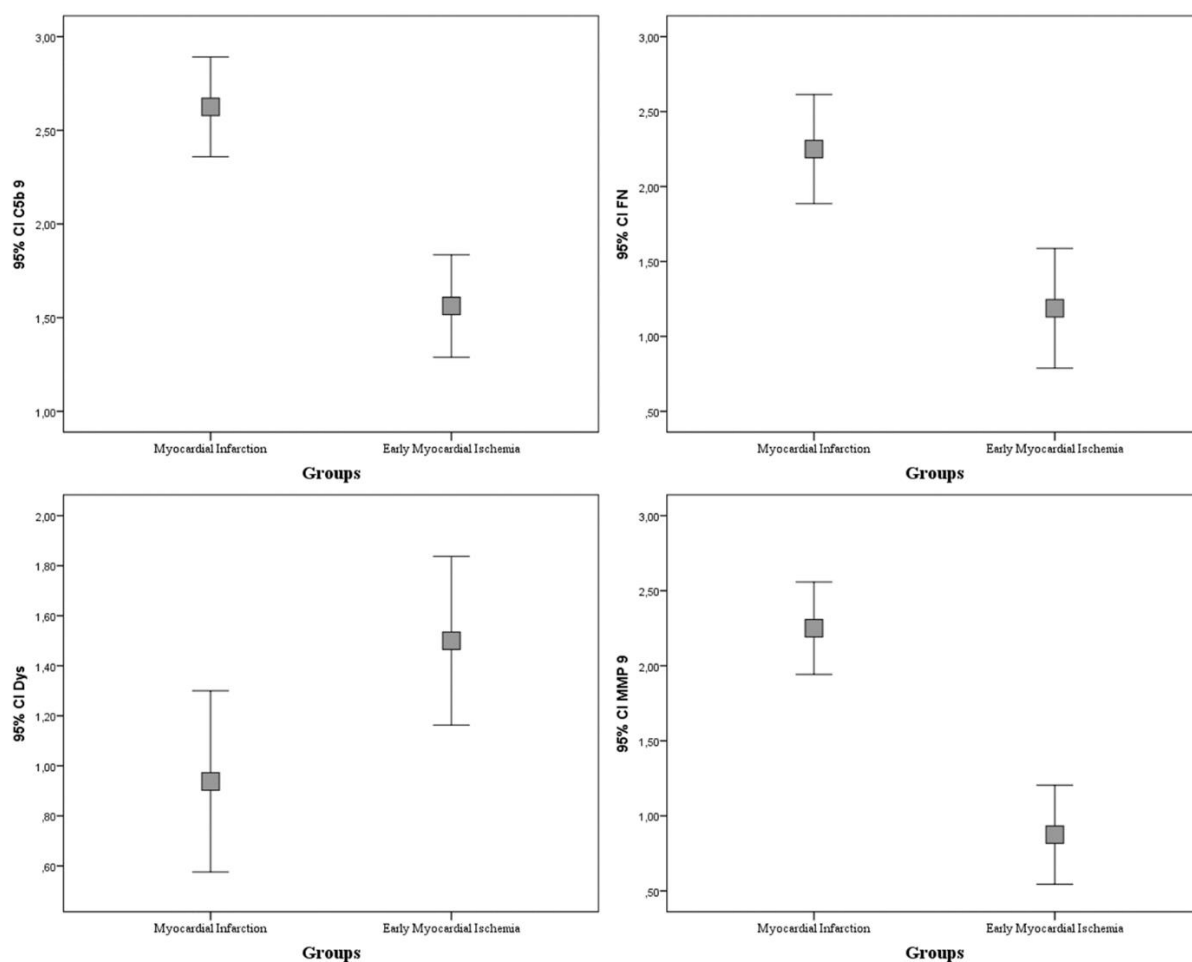 3,00
2,50
2,00
1,50
1,00
95% CI C5b 9
Myocardial Infarction
Early Myocardial Ischemia
Groups
3,00
2,50
2,00
1,50
1,00
,50
95% CI FN
Myocardial Infarction
Early Myocardial Ischemia
Groups
2,00
1,80
1,60
1,40
1,20
1,00
,80
,60
95% CI Dys
Myocardial Infarction
Early Myocardial Ischemia
Groups
3,00
2,50
2,00
1,50
1,00
,50
95% CI MMP 9
Myocardial Infarction
Early Myocardial Ischemia
Groups